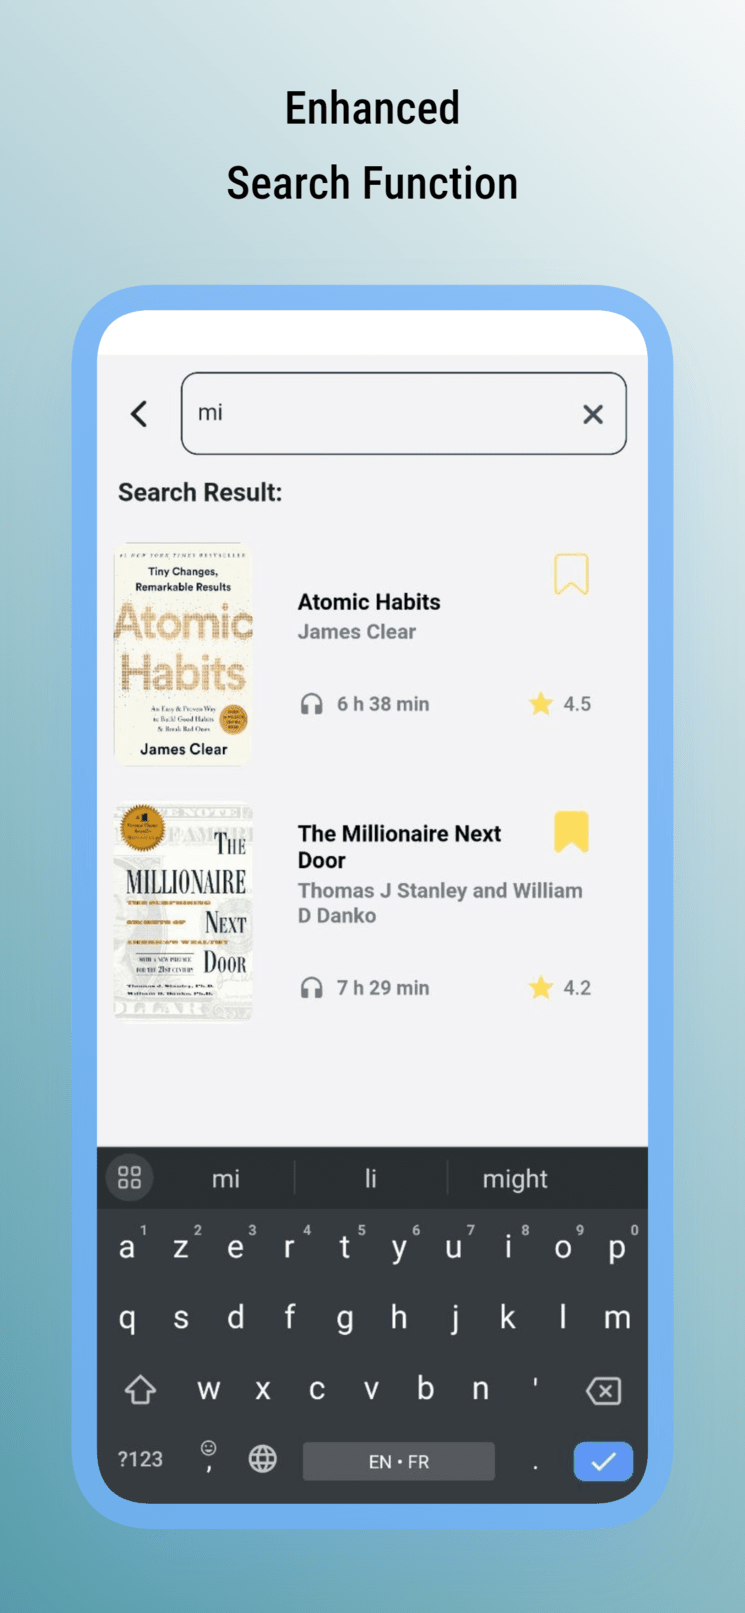 Enhanced
Search Function
mi
Search Result:
#1 NEW YORK TIMES BESTSELLER
Tiny Changes,
Remarkable Results
Atomic
Habits
An Easy & Proven Way
to Build Good Habits
& Break Bad Ones
James Clear
Atomic Habits
James Clear
6 h 38 min
4.5
THE
MILLIONAIRE
NEXT
DOOR
THE SURPRISING
SECRETS OF
AMERICA'S WEALTHY
WITH A NEW PREFACE
FOR THE 21ST CENTURY
Thomas J. Stanley, Ph.D.
William D. Danko, Ph.D.
The Millionaire Next
Door
Thomas J Stanley and William
D Danko
7 h 29 min
4.2
mi li might
a 1 z 2 e 3 r 4 t 5 y 6 u 7 i 8 o 9 p 0
q s d f g h j k l m
w x c v b n '
?123 , EN • FR .